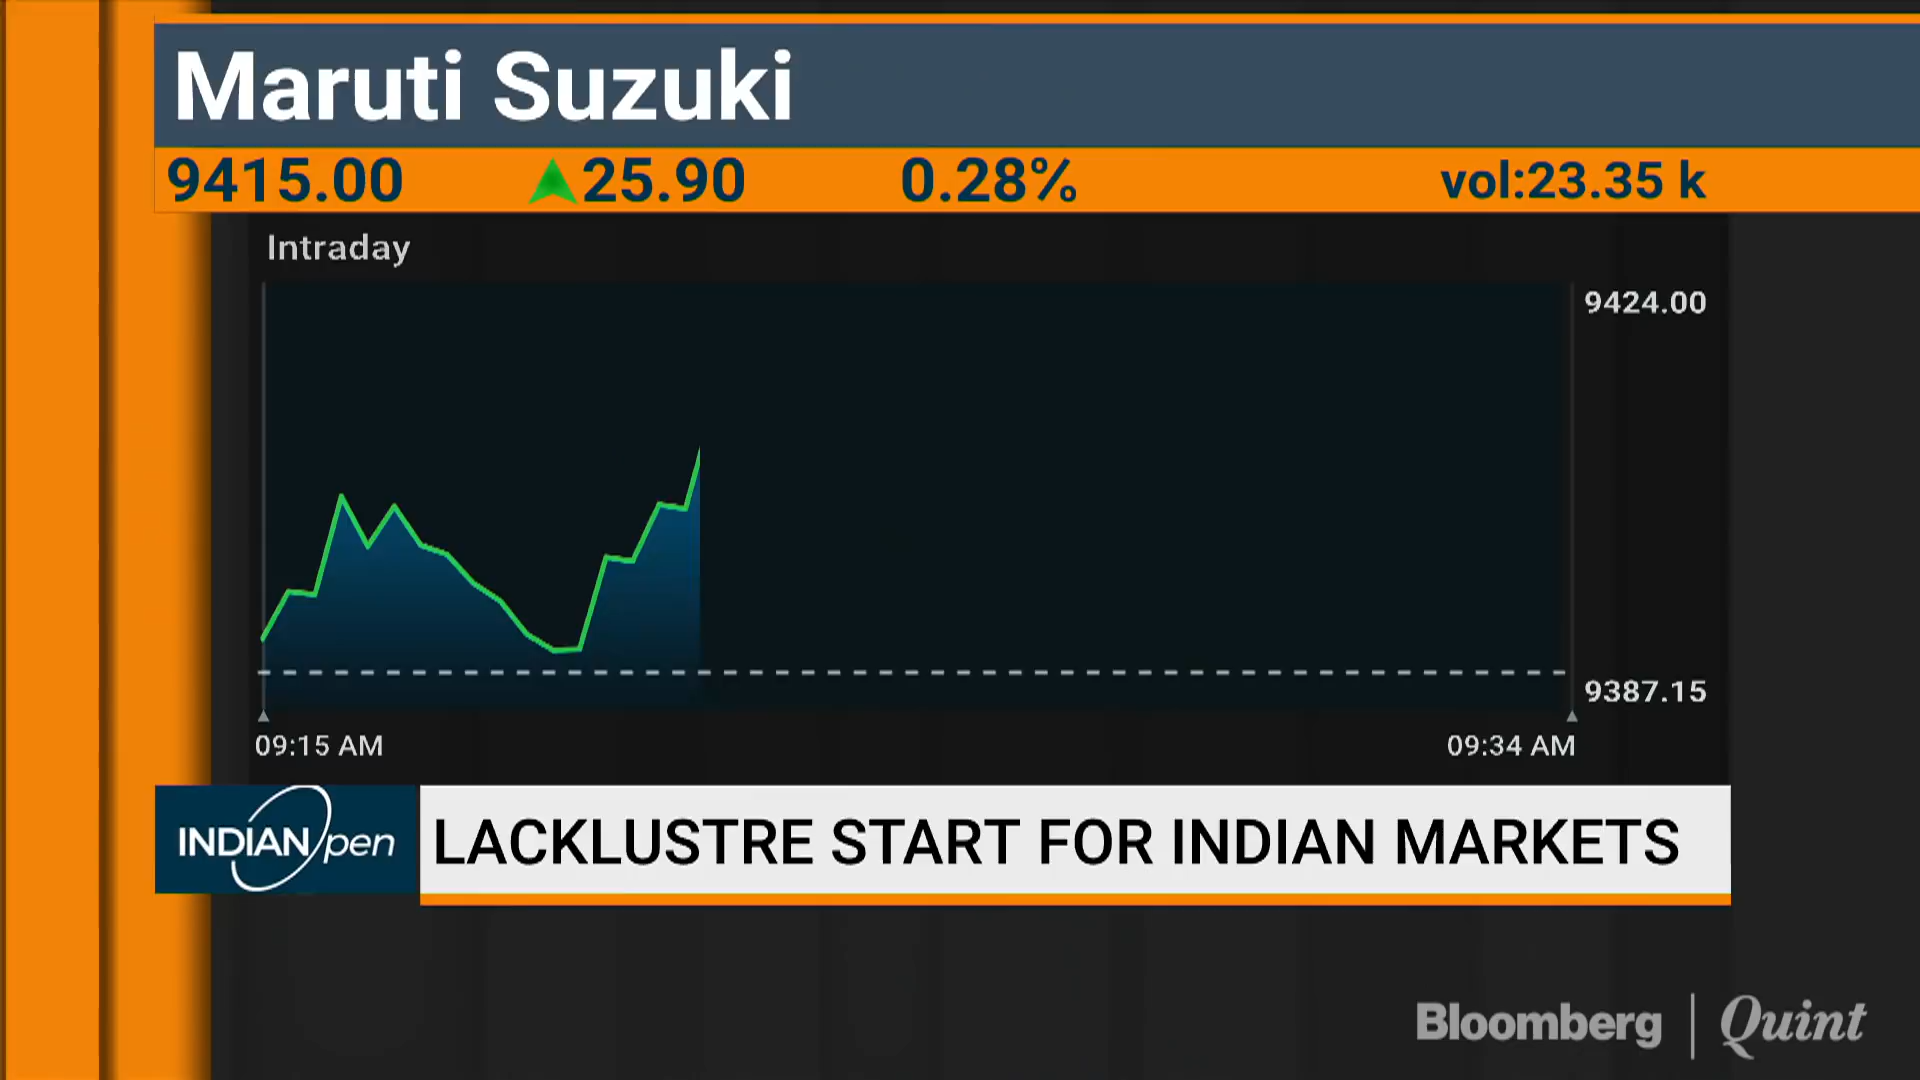 Maruti Suzuki
9415.00 25.90 0.28% vol:23.35 k
Intraday
9424.00
9387.15
09:15 AM 09:34 AM
INDIAN Open LACKLUSTRE START FOR INDIAN MARKETS
Bloomberg | Quint